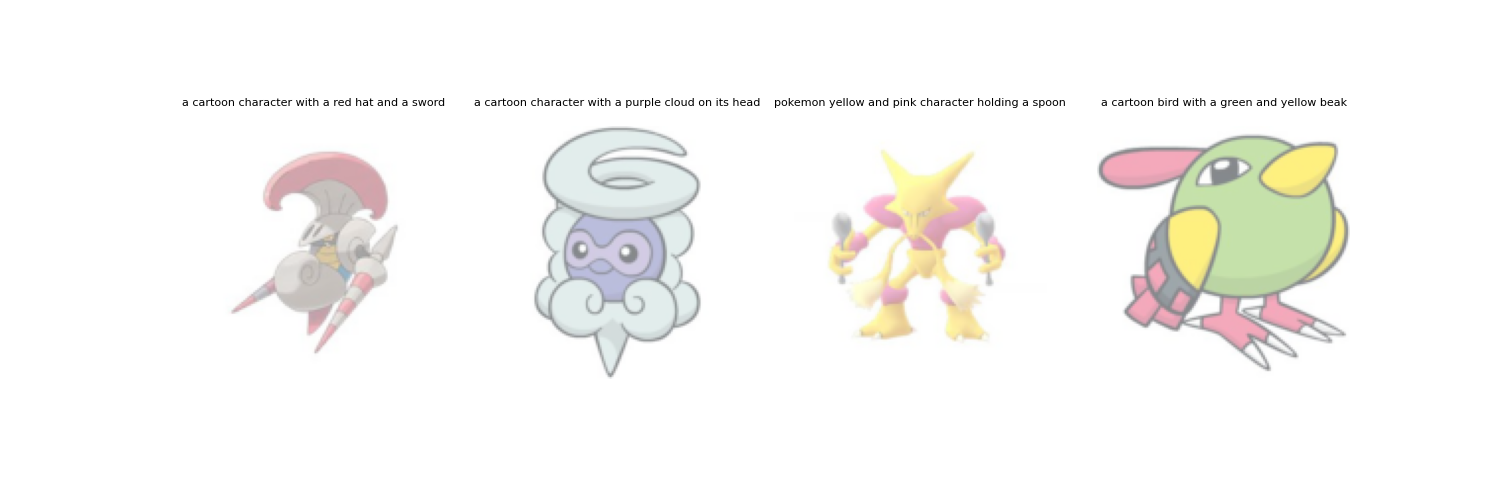 a cartoon character with a red hat and a sword
a cartoon character with a purple cloud on its head
pokemon yellow and pink character holding a spoon
a cartoon bird with a green and yellow beak